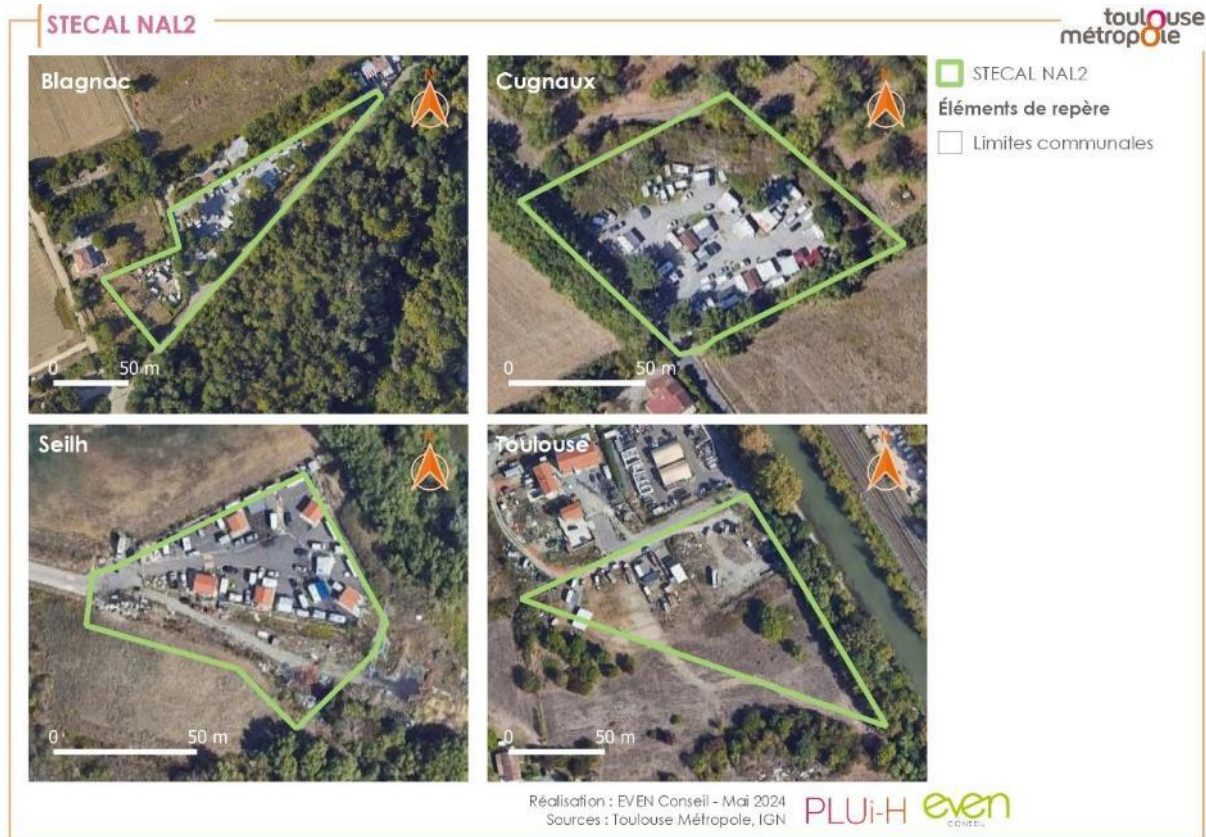 STECAL NAL2
toulouse
métropole
Blagnac
N
0 50 m
Cugnaux
N
0 50 m
STECAL NAL2
Éléments de repère
Limites communales
Seilh
N
0 50 m
Toulouse
N
0 50 m
Réalisation : EVEN Conseil - Mai 2024
Sources : Toulouse Métropole, IGN
PLUi-H
even
CONSEIL